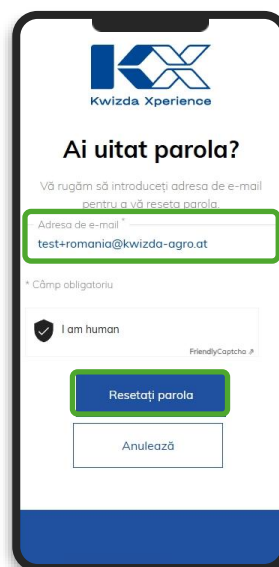 KX
Kwizda Xperience
Ai uitat parola?
Vă rugăm să introduceți adresa de e-mail
pentru a vă reseta parola.
Adresa de e-mail *
test+romania@kwizda-agro.at
* Câmp obligatoriu
I am human
FriendlyCaptcha ⇗
Resetați parola
Anulează